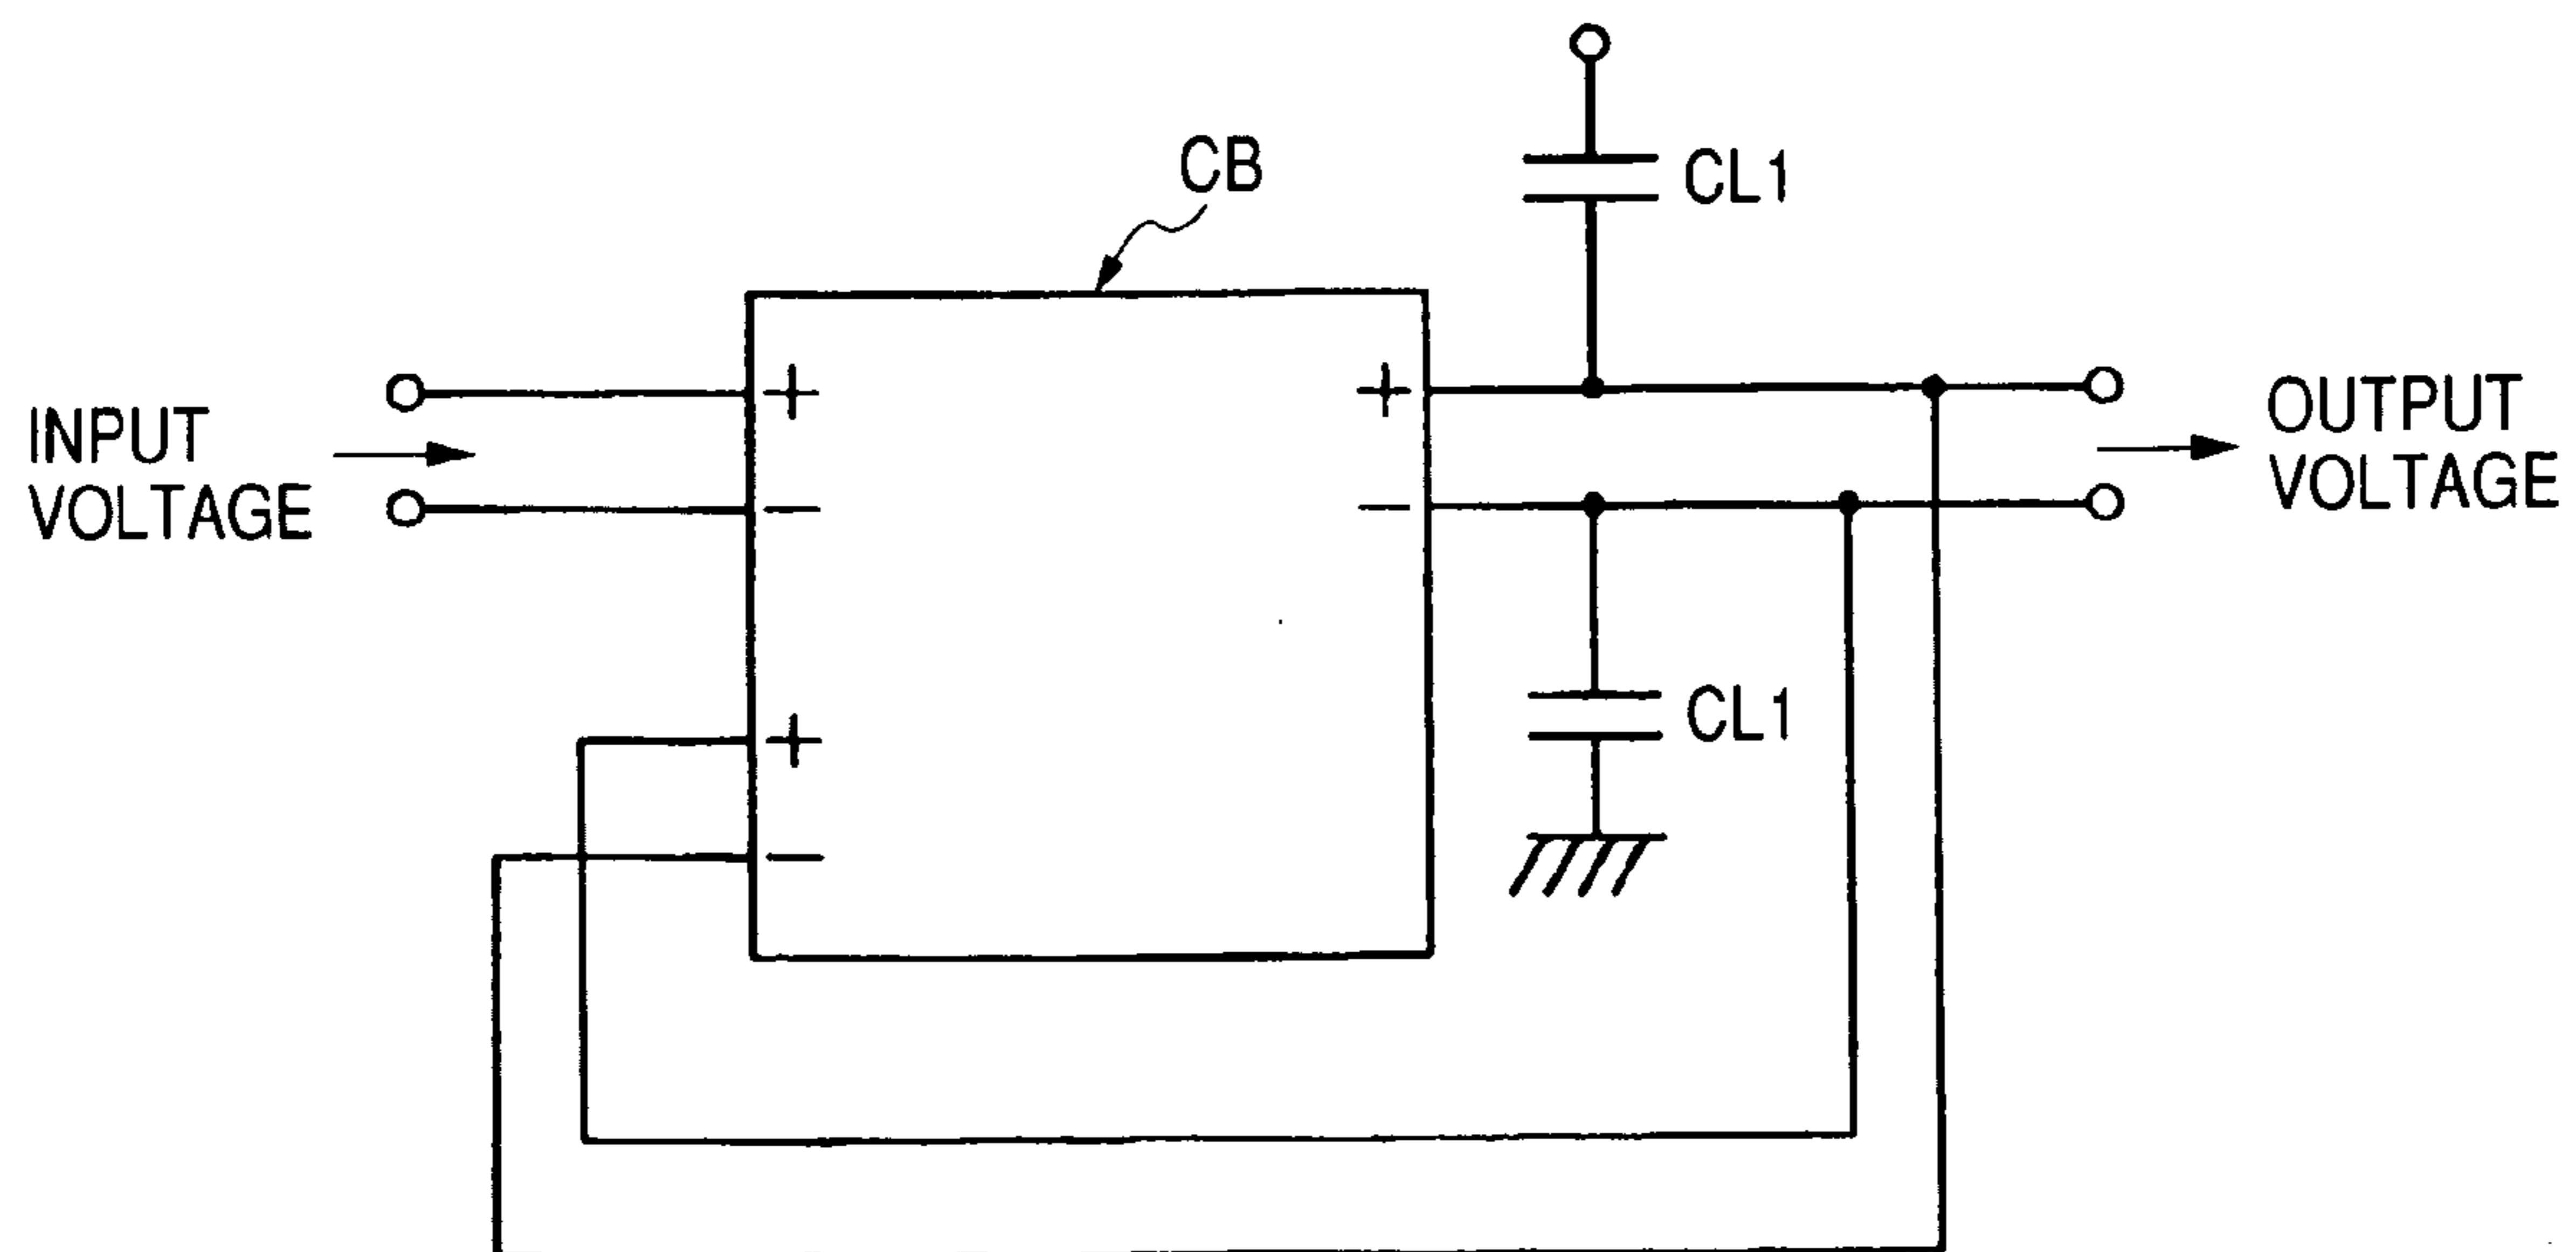 CL1
CB
INPUT
VOLTAGE
+
−
+
−
OUTPUT
VOLTAGE
CL1
+
−